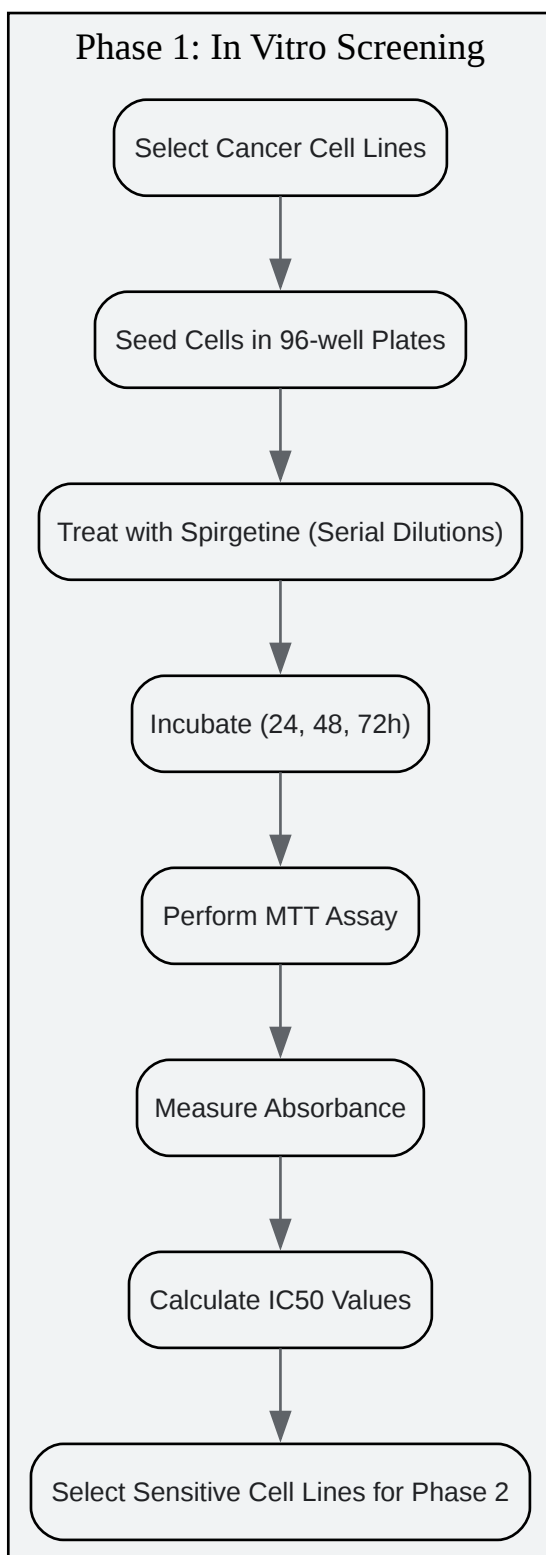 Phase 1: In Vitro Screening
Select Cancer Cell Lines
Seed Cells in 96-well Plates
Treat with Spirgetine (Serial Dilutions)
Incubate (24, 48, 72h)
Perform MTT Assay
Measure Absorbance
Calculate IC50 Values
Select Sensitive Cell Lines for Phase 2